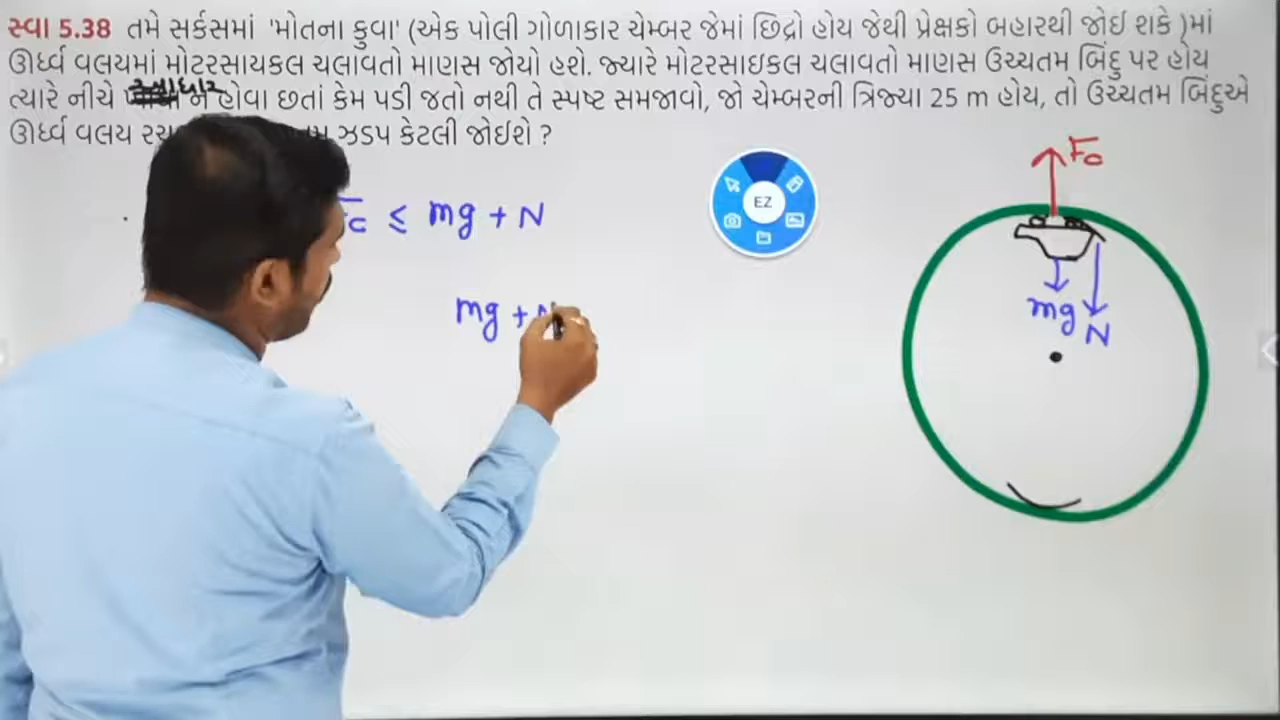 સ્વા 5.38 તમે સર્કસમાં 'મોતના કુવા' (એક પોલી ગોળાકાર ચેમ્બર જેમાં છિદ્રો હોય જેથી પ્રેક્ષકો બહારથી જોઈ શકે )માં
ઊર્ધ્વ વલયમાં મોટરસાયકલ ચલાવતો માણસ જોયો હશે. જ્યારે મોટરસાઇકલ ચલાવતો માણસ ઉચ્ચતમ બિંદુ પર હોય
ત્યારે નીચે ન હોવા છતાં કેમ પડી જતો નથી તે સ્પષ્ટ સમજાવો, જો ચેમ્બરની ત્રિજ્યા 25 m હોય, તો ઉચ્ચતમ બિંદુએ
ઊર્ધ્વ વલય ઝડપ કેટલી જોઈશે ?
Fc
EZ
≤ mg + N
mg +
mg
N